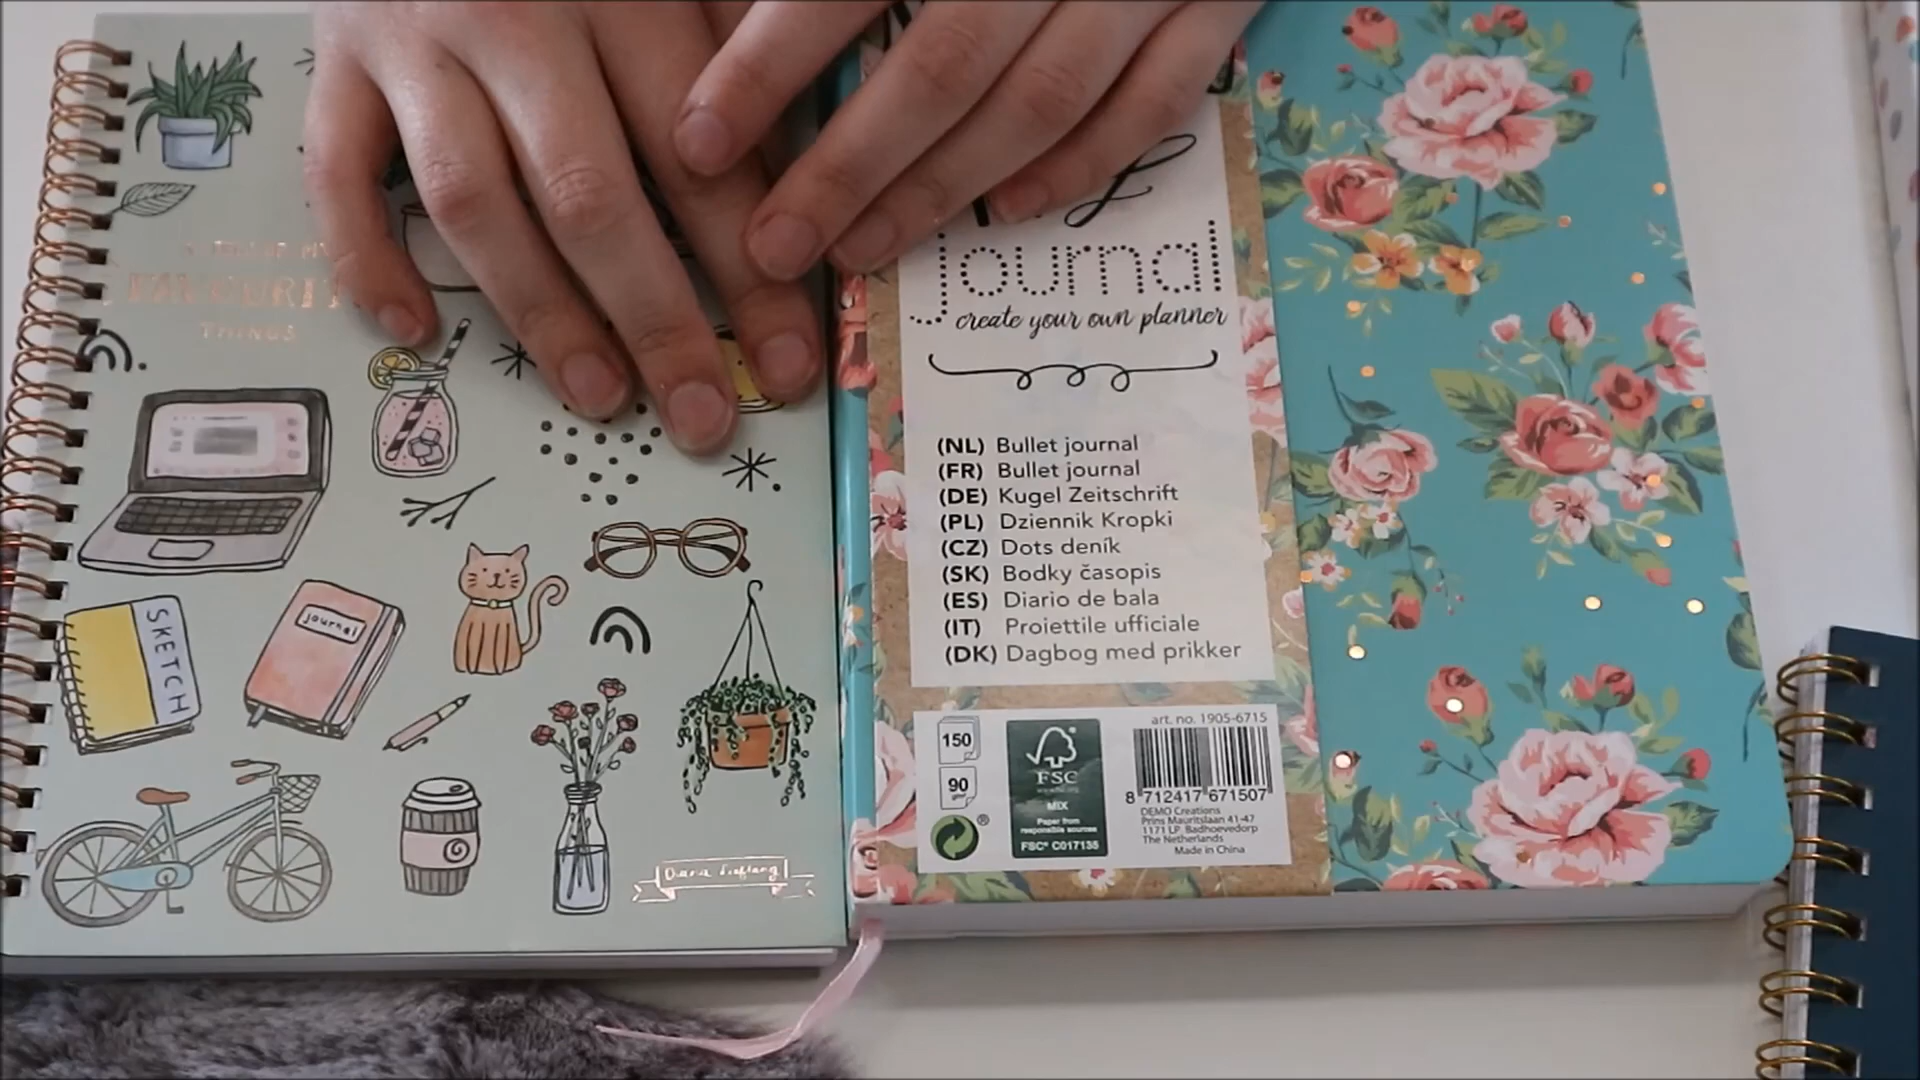 MY
THINGS
SKETCH
journal
journal
create your own planner
(NL) Bullet journal
(FR) Bullet journal
(DE) Kugel Zeitschrift
(PL) Dziennik Kropki
(CZ) Dots deník
(SK) Bodky časopis
(ES) Diario de bala
(IT) Proiettile ufficiale
(DK) Dagbog med prikker
150
90
FSC
MIX
Paper from
responsible sources
FSC® C017135
art. no. 1905-6715
8 712417 671507
DEMO Creations
Prins Mauritslaan 41-47
1171 LP Badhoevedorp
The Netherlands
Made in China